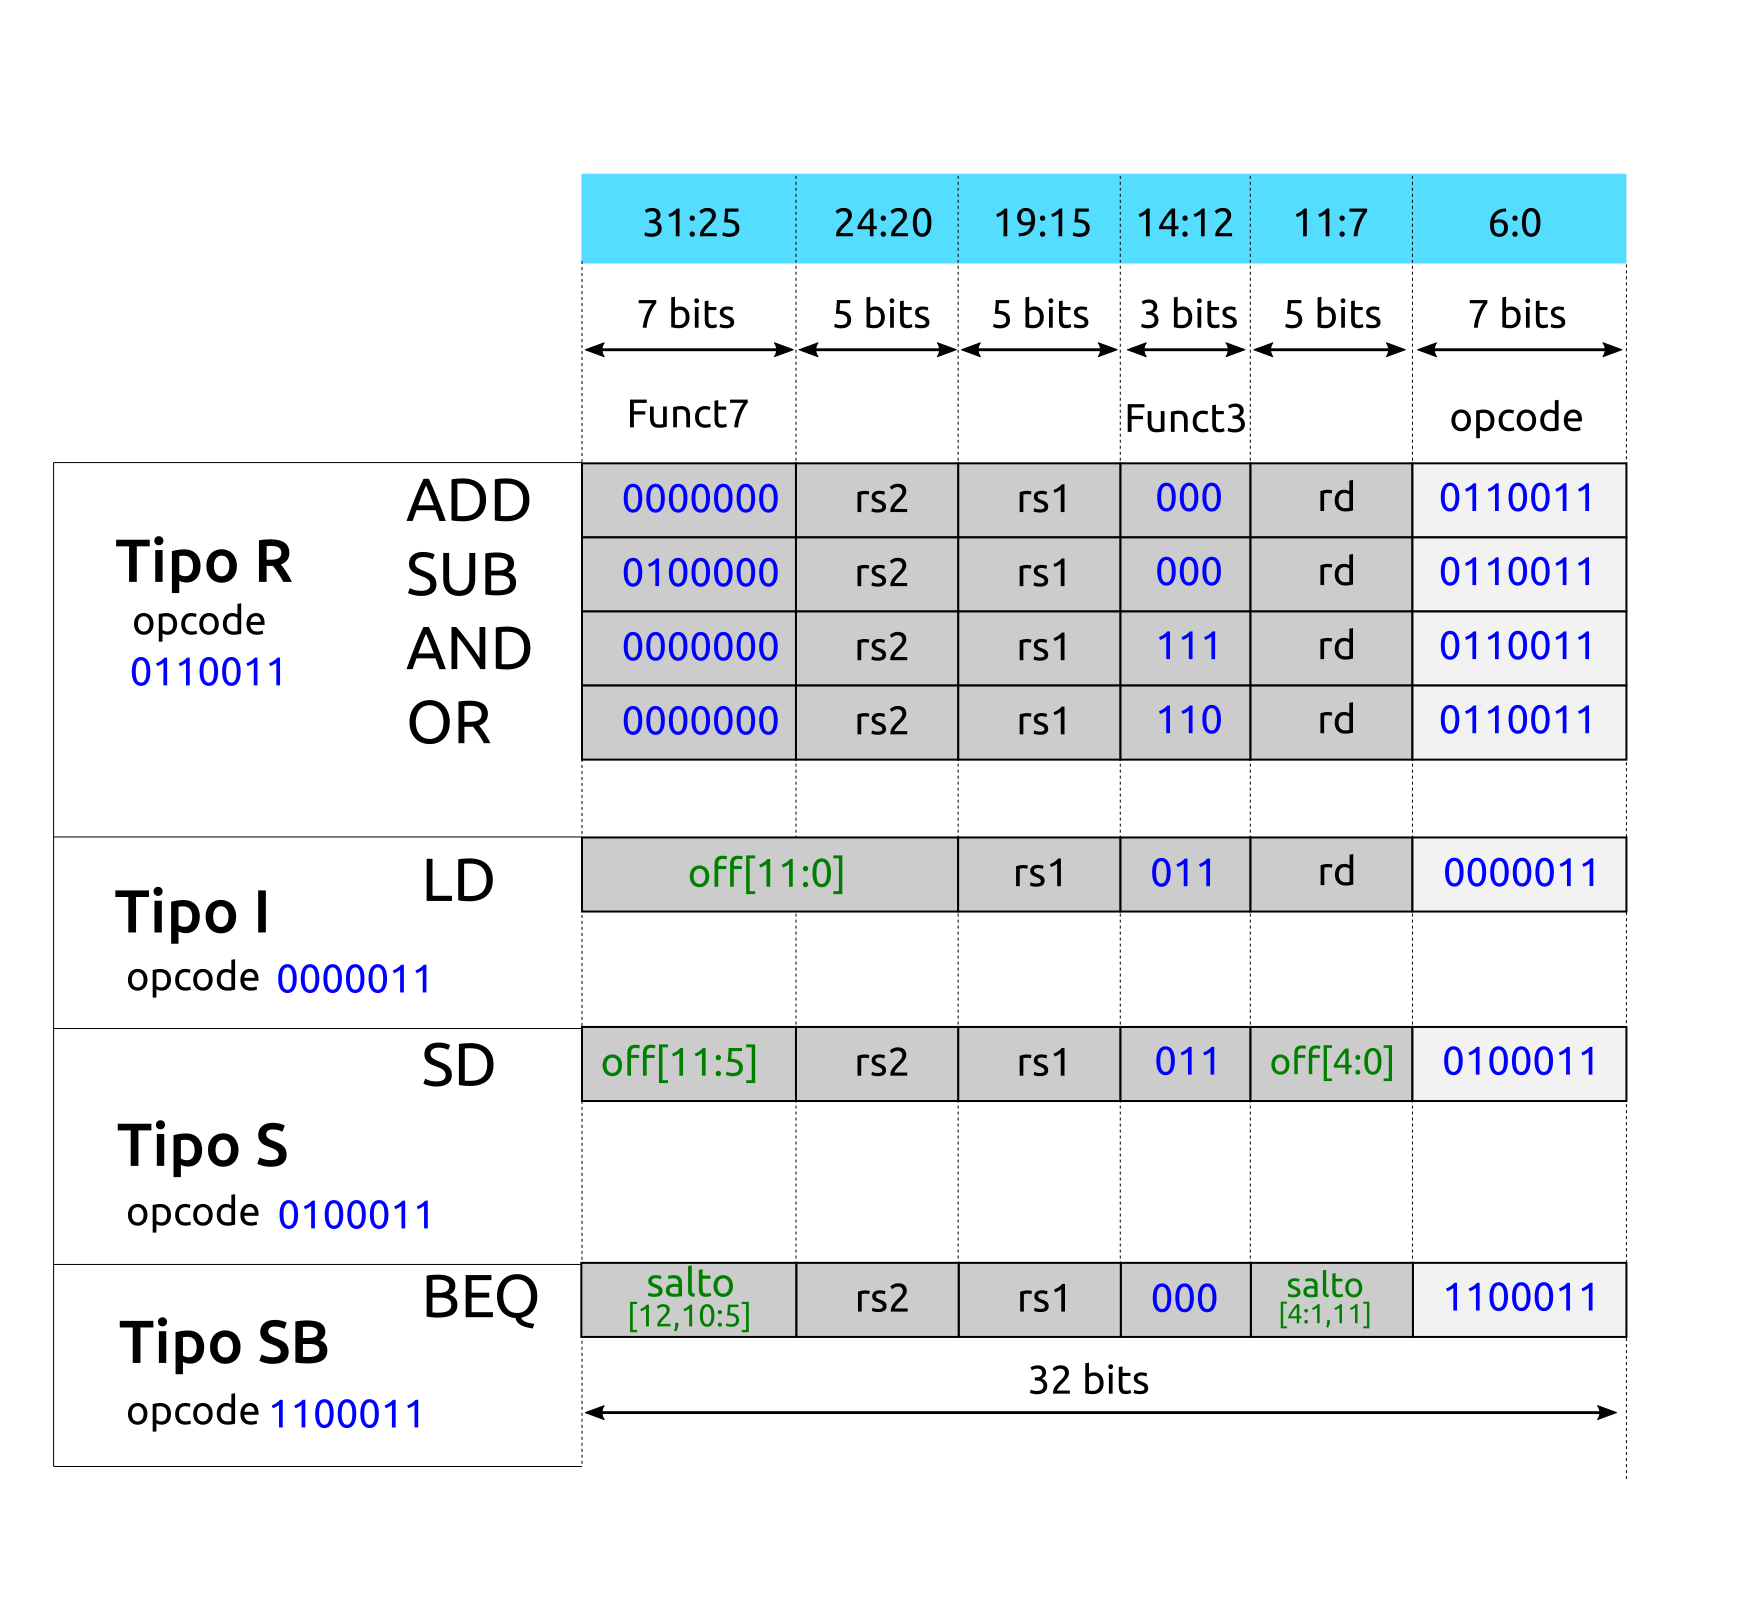 31:25 24:20 19:15 14:12 11:7 6:0
7 bits 5 bits 5 bits 3 bits 5 bits 7 bits
Funct7 Funct3 opcode
ADD 0000000 rs2 rs1 000 rd 0110011
Tipo R
SUB 0100000 rs2 rs1 000 rd 0110011
opcode
AND 0000000 rs2 rs1 111 rd 0110011
0110011
OR 0000000 rs2 rs1 110 rd 0110011
LD off[11:0] rs1 011 rd 0000011
Tipo I
opcode 0000011
SD off[11:5] rs2 rs1 011 off[4:0] 0100011
Tipo S
opcode 0100011
BEQ salto [12,10:5] rs2 rs1 000 salto [4:1,11] 1100011
Tipo SB
32 bits
opcode 1100011